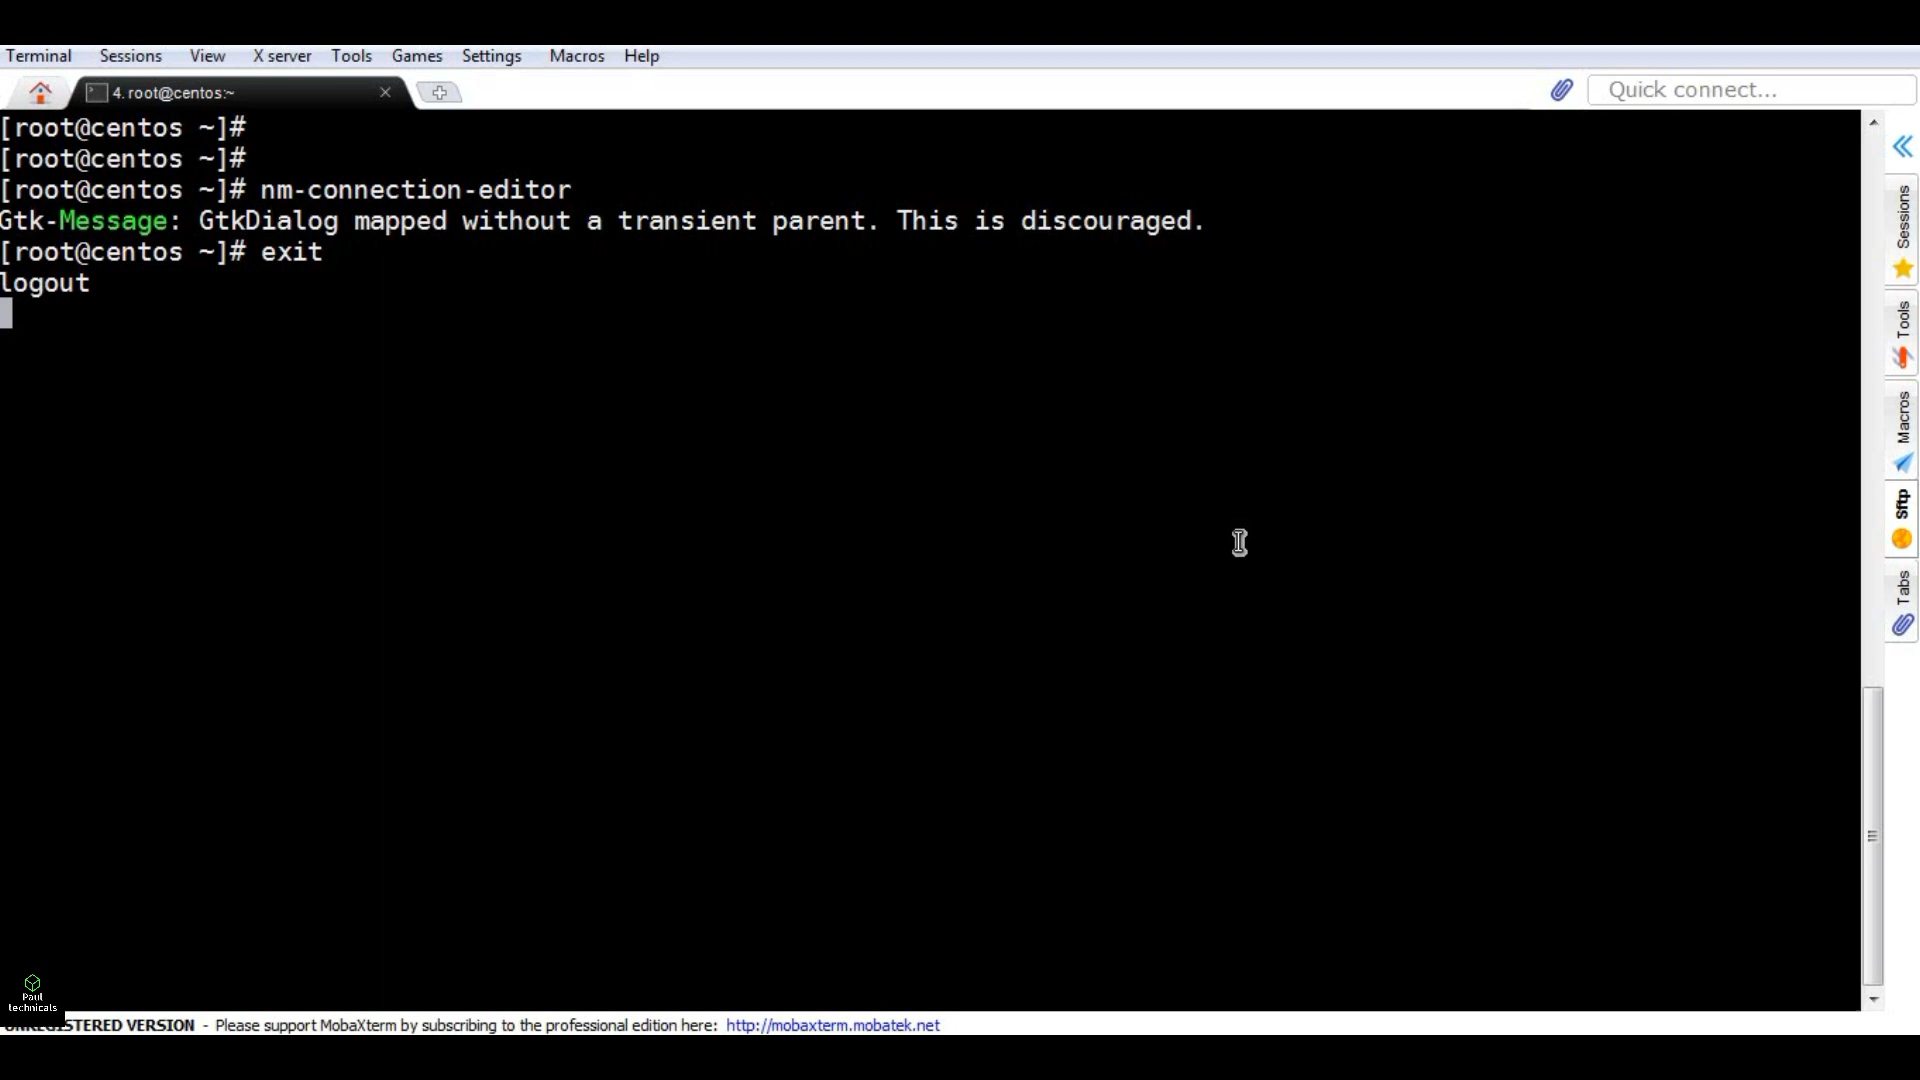 Terminal Sessions View X server Tools Games Settings Macros Help
4. root@centos:~
Quick connect...
[root@centos ~]#
[root@centos ~]#
[root@centos ~]# nm-connection-editor
Gtk-Message: GtkDialog mapped without a transient parent. This is discouraged.
[root@centos ~]# exit
logout
Sessions
Tools
Macros
Sftp
Tabs
Paul
technicals
UNREGISTERED VERSION - Please support MobaXterm by subscribing to the professional edition here: http://mobaxterm.mobatek.net